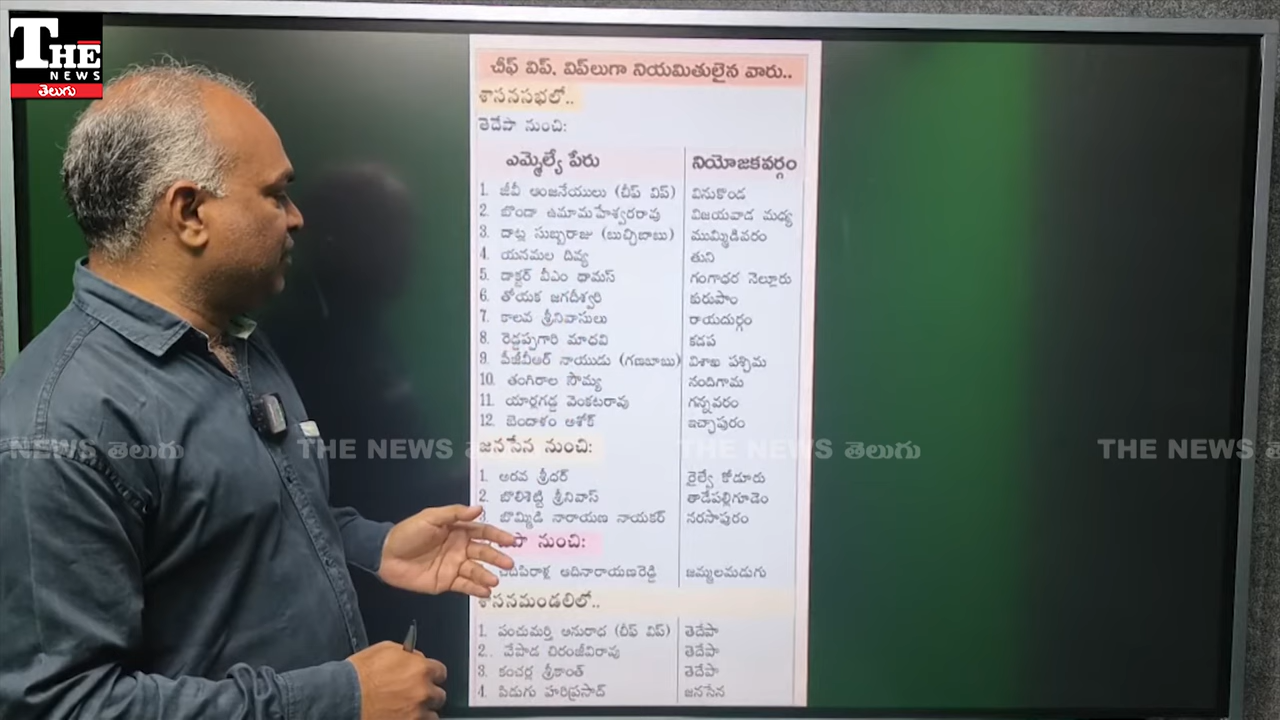 THE
NEWS
తెలుగు
చీఫ్ విప్, విప్‌లుగా నియమితులైన వారు..
శాసనసభలో..
తెదేపా నుంచి:
ఎమ్మెల్యే పేరు నియోజకవర్గం
1. జీవీ ఆంజనేయులు (చీఫ్ విప్) వినుకొండ
2. బొండా ఉమామహేశ్వరరావు విజయవాడ మధ్య
3. దాట్ల సుబ్బరాజు (బుచ్చిబాబు) ముమ్మిడివరం
4. యనమల దివ్య తుని
5. డాక్టర్ వీఎం థామస్ గంగాధర నెల్లూరు
6. తోయక జగదీశ్వరి కురుపాం
7. కాలవ శ్రీనివాసులు రాయదుర్గం
8. రెడ్డప్పగారి మాధవి కడప
9. పీజీవీఆర్ నాయుడు (గణబాబు) విశాఖ పశ్చిమ
10. తంగిరాల సౌమ్య నందిగామ
11. యార్లగడ్డ వెంకటరావు గన్నవరం
12. బెందాళం అశోక్ ఇచ్ఛాపురం
జనసేన నుంచి:
1. అరవ శ్రీధర్ రైల్వే కోడూరు
2. బొలిశెట్టి శ్రీనివాస్ తాడేపల్లిగూడెం
3 బొమ్మిడి నారాయణ నాయకర్ నరసాపురం
నుంచి:
ఆదినారాయణరెడ్డి జమ్మలమడుగు
శాసనమండలిలో..
1. పంచుమర్తి అనురాధ (చీఫ్ విప్) తెదేపా
2.. వేపాడ చిరంజీవిరావు తెదేపా
3. కంచర్ల శ్రీకాంత్ తెదేపా
4. పిడుగు హరిప్రసాద్ జనసేన
THE NEWS తెలుగు THE NEWS THE NEWS తెలుగు THE NEWS